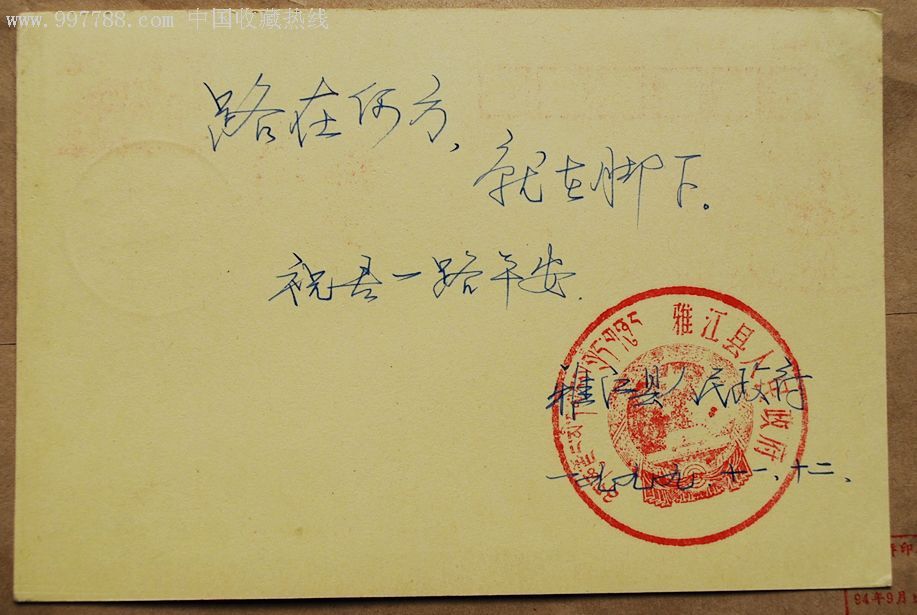 www.997788.com 中国收藏热线
路在何方，
就在脚下。
祝君一路平安.
雅江县人民政府
雅江县人民政府
一九九九 十一、十二、
94年9月